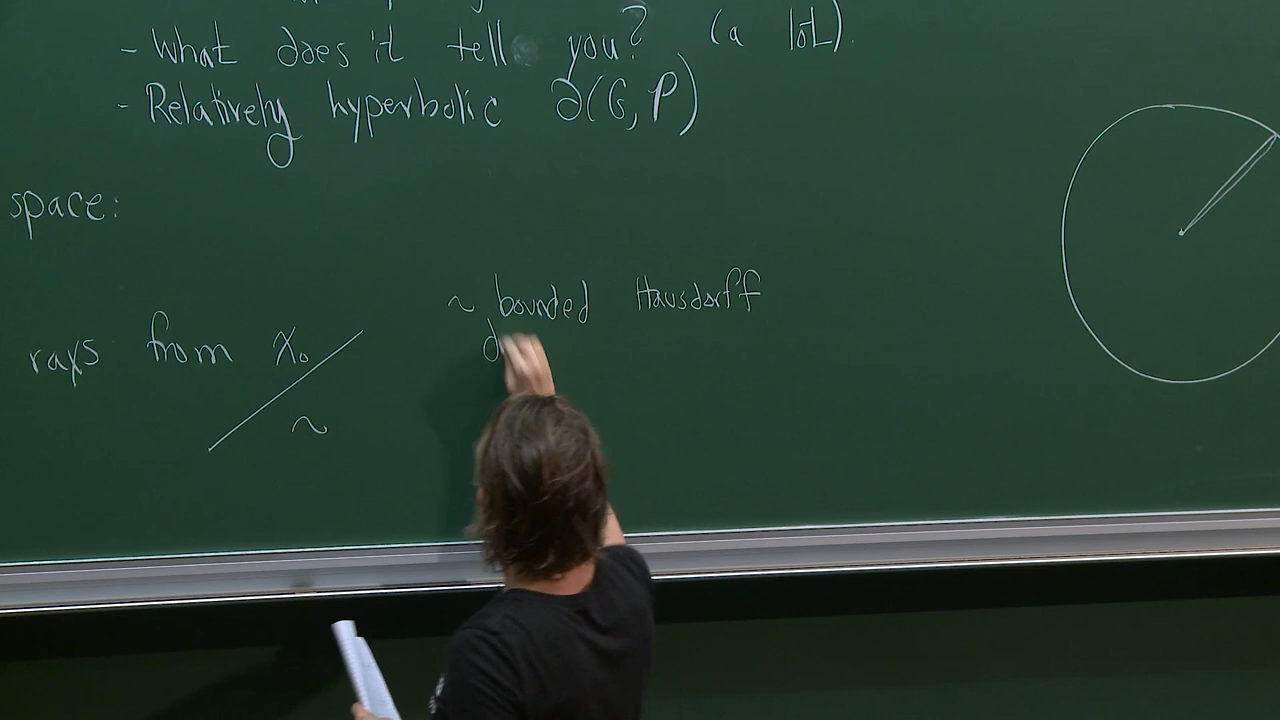 - What does it tell you? (a lot).
- Relatively hyperbolic ∂(G, P)
space:
~ bounded Hausdorff
rays from x₀ / ~